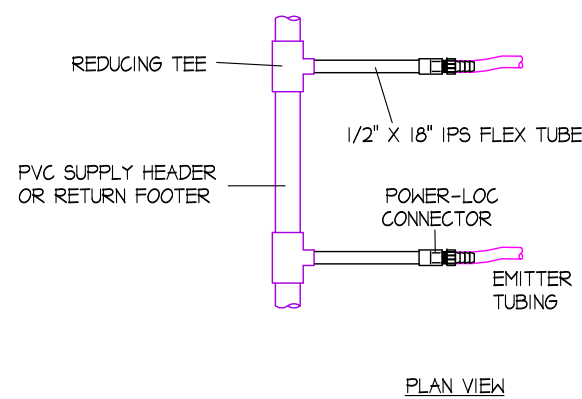 REDUCING TEE
1/2" X 18" IPS FLEX TUBE
PVC SUPPLY HEADER
OR RETURN FOOTER
POWER-LOC
CONNECTOR
EMITTER
TUBING
PLAN VIEW